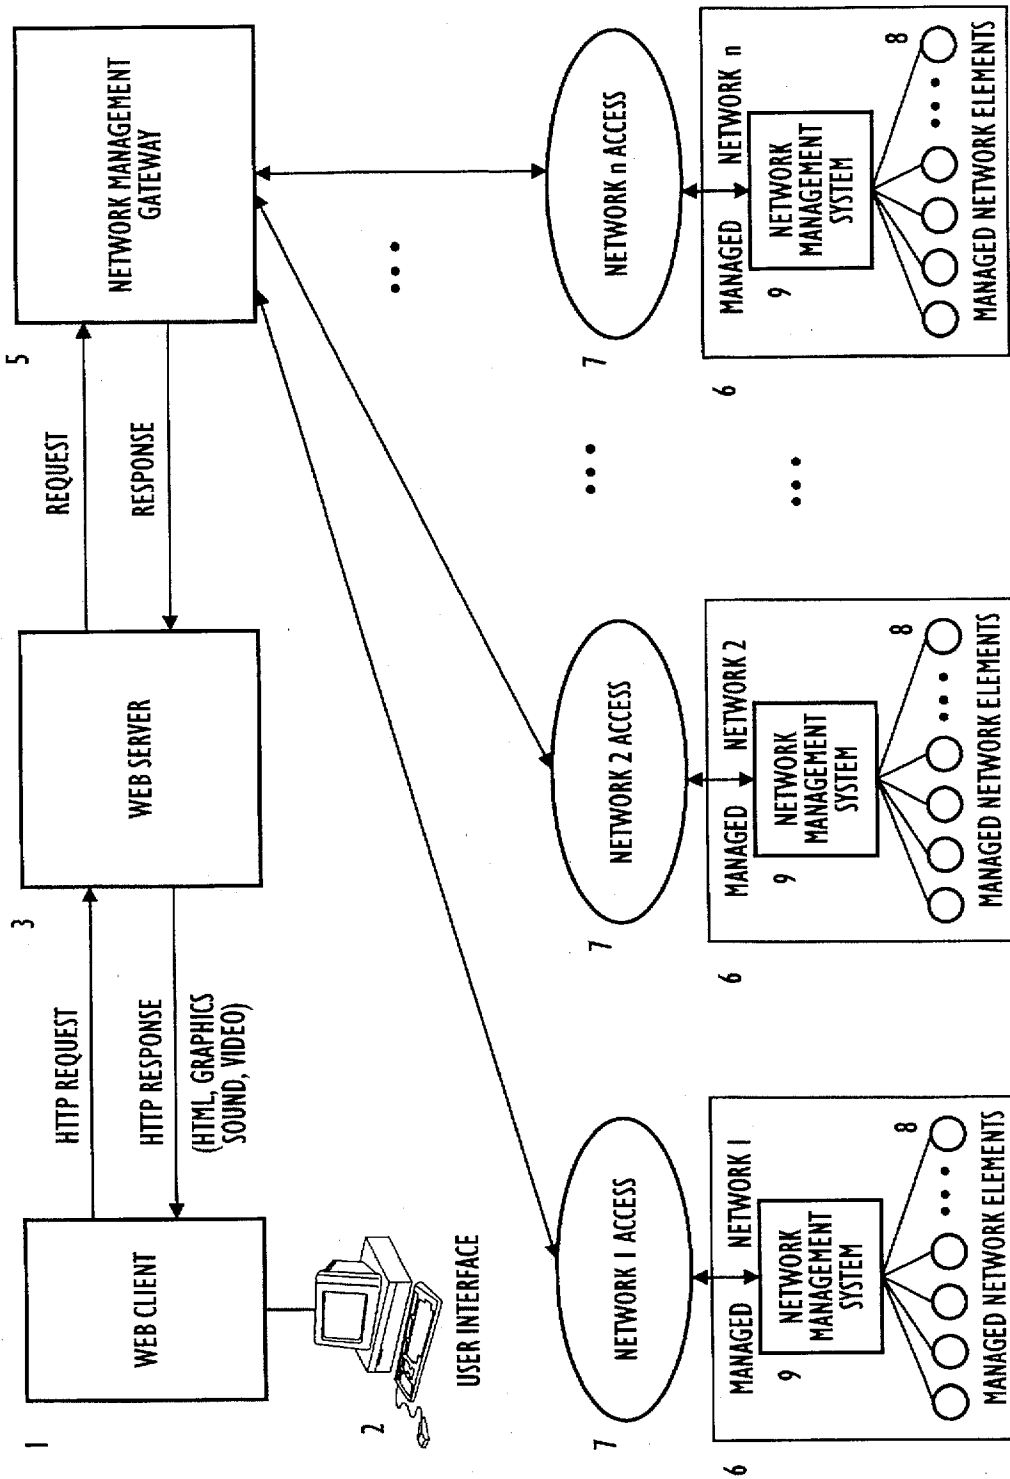 1
WEB CLIENT
HTTP REQUEST
HTTP RESPONSE
(HTML, GRAPHICS
SOUND, VIDEO)
3
WEB SERVER
REQUEST
RESPONSE
5
NETWORK MANAGEMENT
GATEWAY
2
USER INTERFACE
7
NETWORK 1 ACCESS
7
NETWORK 2 ACCESS
7
NETWORK n ACCESS
6
MANAGED NETWORK 1
9
NETWORK
MANAGEMENT
SYSTEM
8
MANAGED NETWORK ELEMENTS
6
MANAGED NETWORK 2
9
NETWORK
MANAGEMENT
SYSTEM
8
MANAGED NETWORK ELEMENTS
6
MANAGED NETWORK n
9
NETWORK
MANAGEMENT
SYSTEM
8
MANAGED NETWORK ELEMENTS